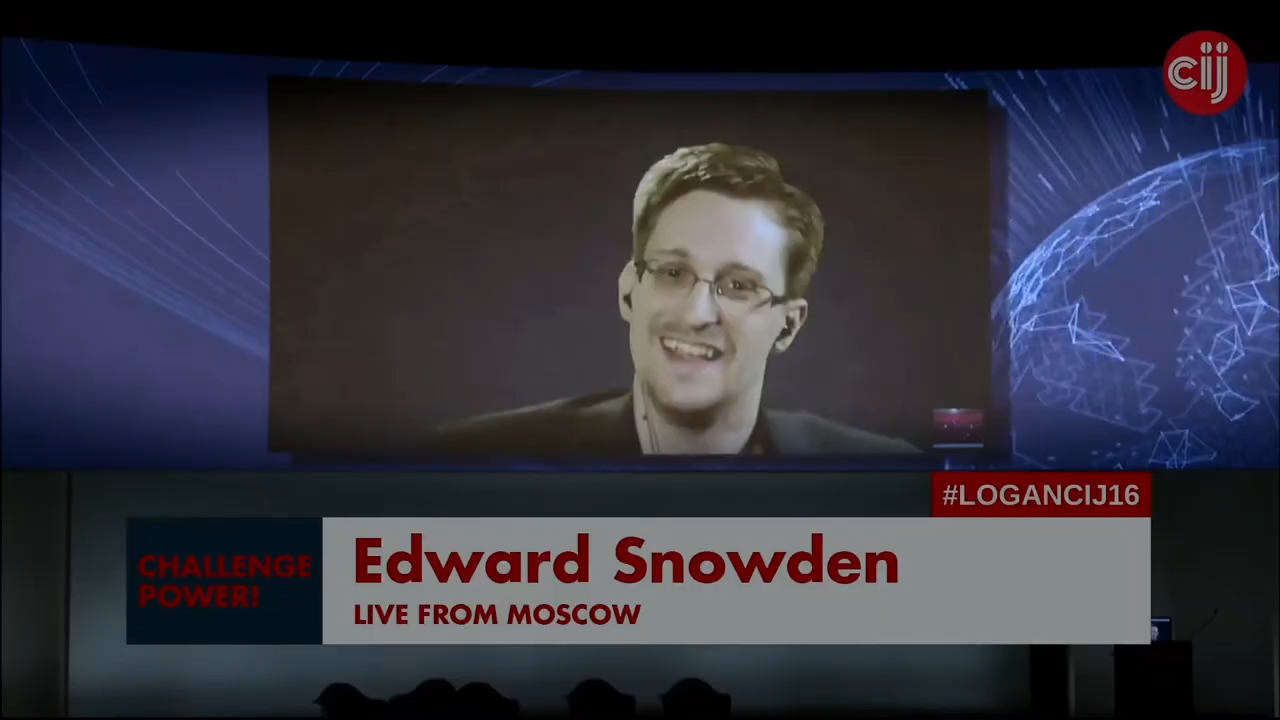 cij
#LOGANCIJ16
CHALLENGE
POWER!
Edward Snowden
LIVE FROM MOSCOW